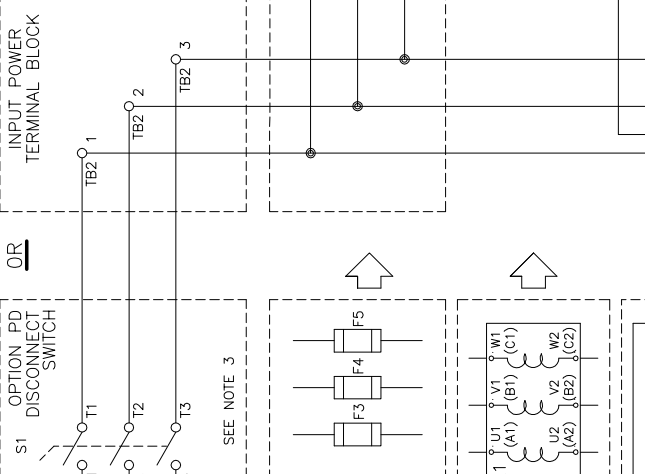 INPUT POWER
TERMINAL BLOCK
1
TB2
2
TB2
3
TB2
OR
OPTION PD
DISCONNECT
SWITCH
S1
T1
T2
T3
SEE NOTE 3
F3
F4
F5
U1
(A1)
V1
(B1)
W1
(C1)
U2
(A2)
V2
(B2)
W2
(C2)
1